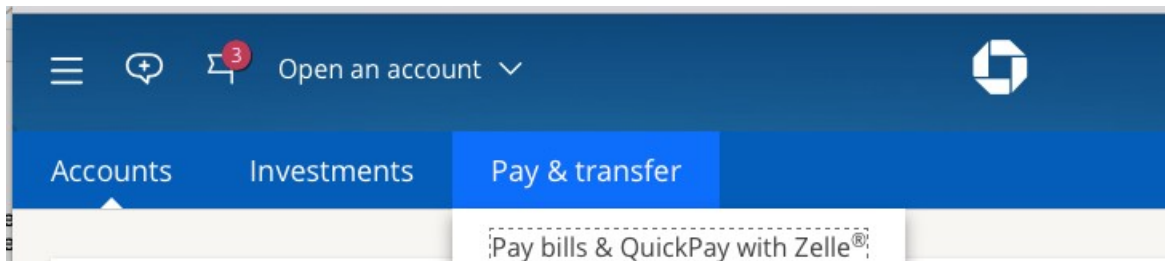 3
Open an account
Accounts Investments Pay & transfer
Pay bills & QuickPay with Zelle®